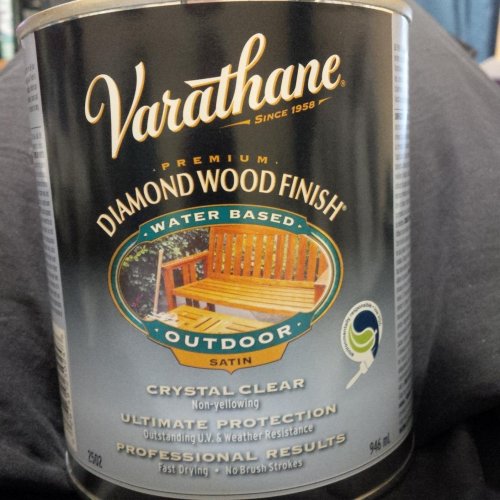 Varathane®
SINCE 1958
PREMIUM
DIAMOND WOOD FINISH®
· WATER BASED ·
· OUTDOOR ·
SATIN
CRYSTAL CLEAR
Non-yellowing
ULTIMATE PROTECTION
Outstanding U.V. & Weather Resistance
PROFESSIONAL RESULTS
Fast Drying • No Brush Strokes
2502
946 mL